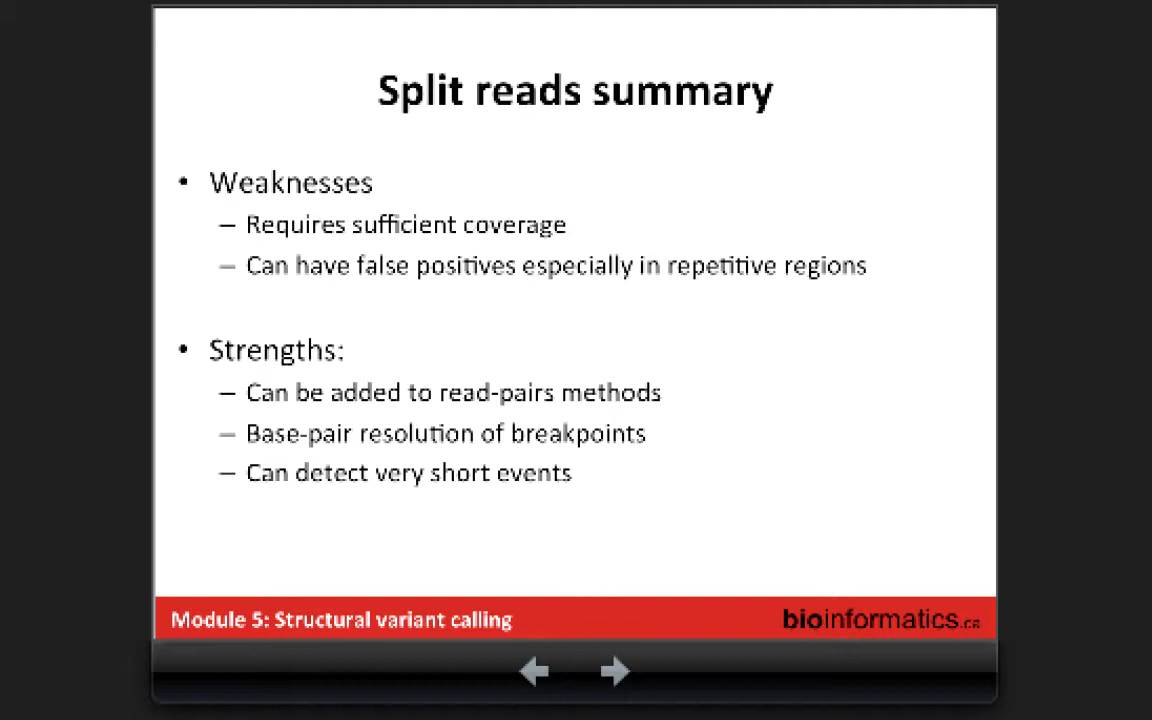 Split reads summary
• Weaknesses
– Requires sufficient coverage
– Can have false positives especially in repetitive regions
• Strengths:
– Can be added to read-pairs methods
– Base-pair resolution of breakpoints
– Can detect very short events
Module 5: Structural variant calling bioinformatics.ca